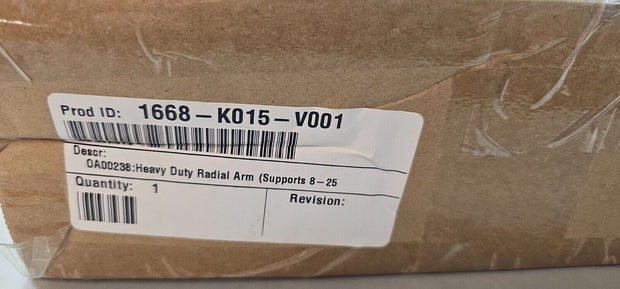 Prod ID: 1668-K015-V001
Descr:
OA00238:Heavy Duty Radial Arm (Supports 8-25
Quantity: 1
Revision: